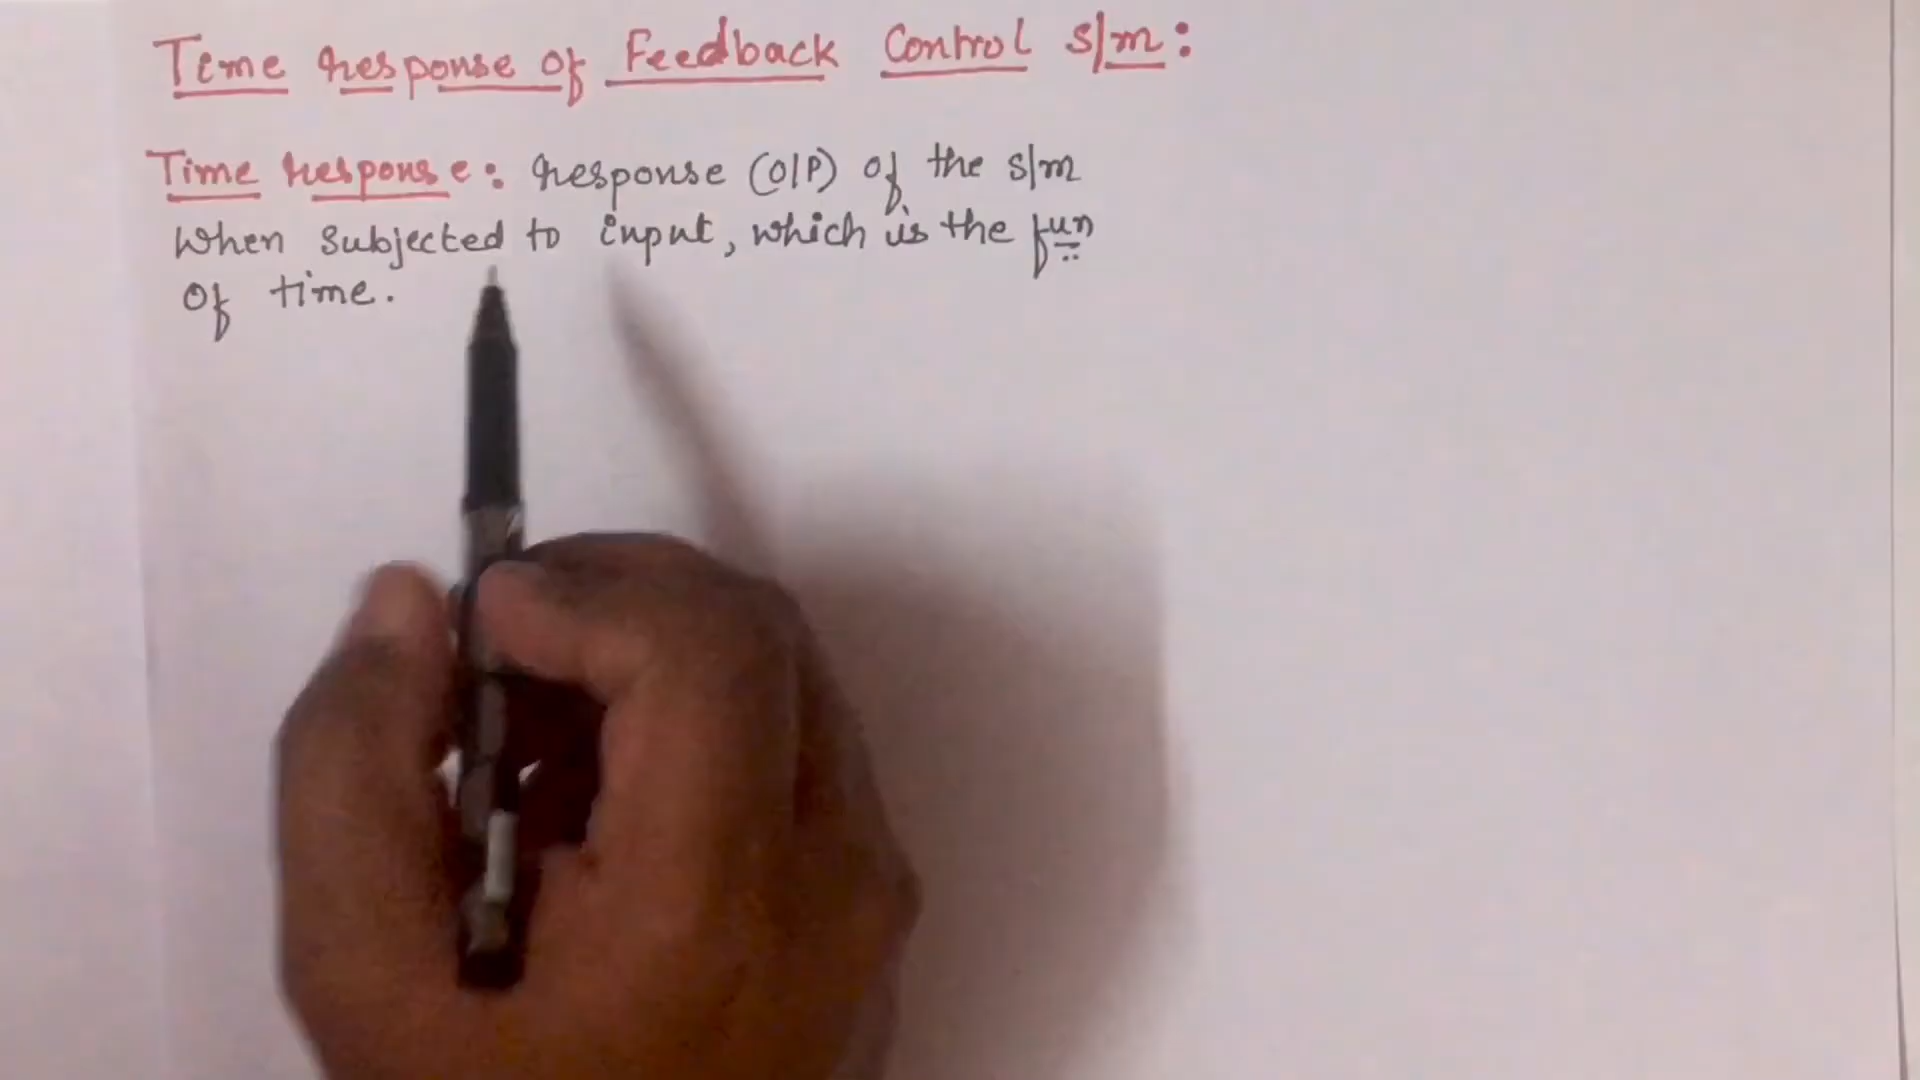 Time Response of Feedback Control s/m:
Time Response: Response (O/P) of the s/m
when subjected to input, which is the fun
of time.